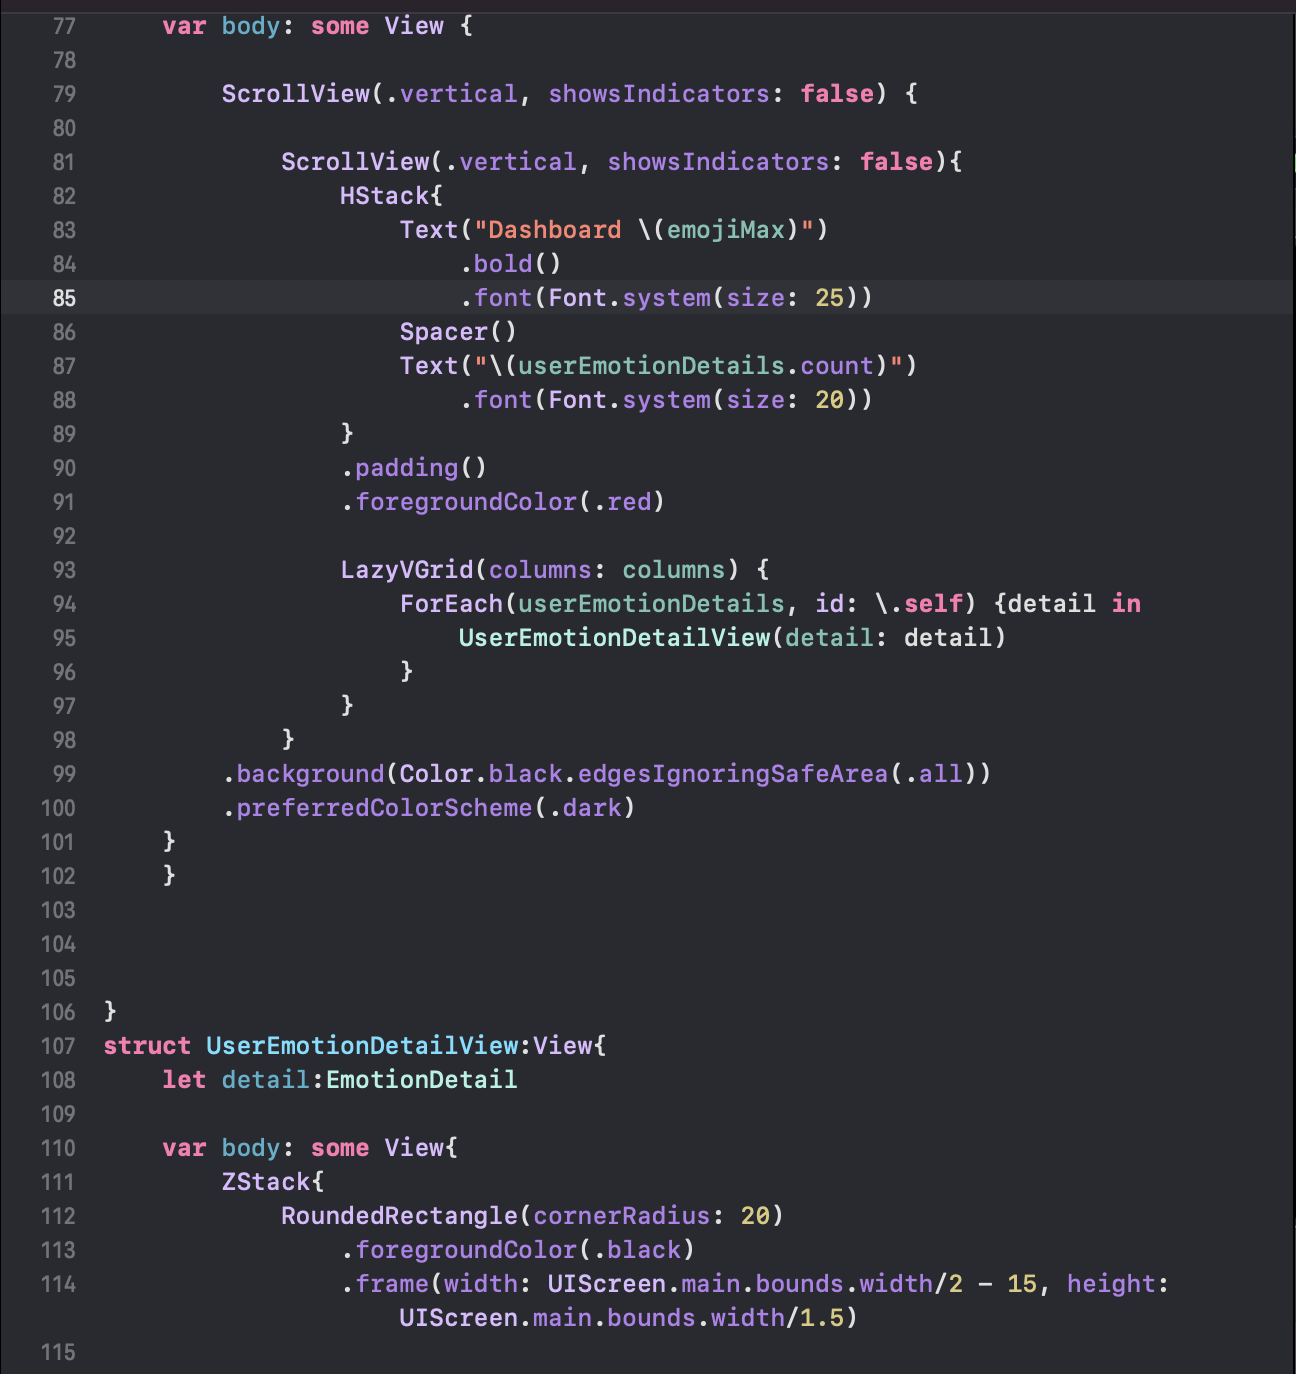 77 var body: some View {
78
79 ScrollView(.vertical, showsIndicators: false) {
80
81 ScrollView(.vertical, showsIndicators: false){
82 HStack{
83 Text("Dashboard \(emojiMax)")
84 .bold()
85 .font(Font.system(size: 25))
86 Spacer()
87 Text("\(userEmotionDetails.count)")
88 .font(Font.system(size: 20))
89 }
90 .padding()
91 .foregroundColor(.red)
92
93 LazyVGrid(columns: columns) {
94 ForEach(userEmotionDetails, id: \.self) {detail in
95 UserEmotionDetailView(detail: detail)
96 }
97 }
98 }
99 .background(Color.black.edgesIgnoringSafeArea(.all))
100 .preferredColorScheme(.dark)
101 }
102 }
103
104
105
106 }
107 struct UserEmotionDetailView:View{
108 let detail:EmotionDetail
109
110 var body: some View{
111 ZStack{
112 RoundedRectangle(cornerRadius: 20)
113 .foregroundColor(.black)
114 .frame(width: UIScreen.main.bounds.width/2 - 15, height:
UIScreen.main.bounds.width/1.5)
115